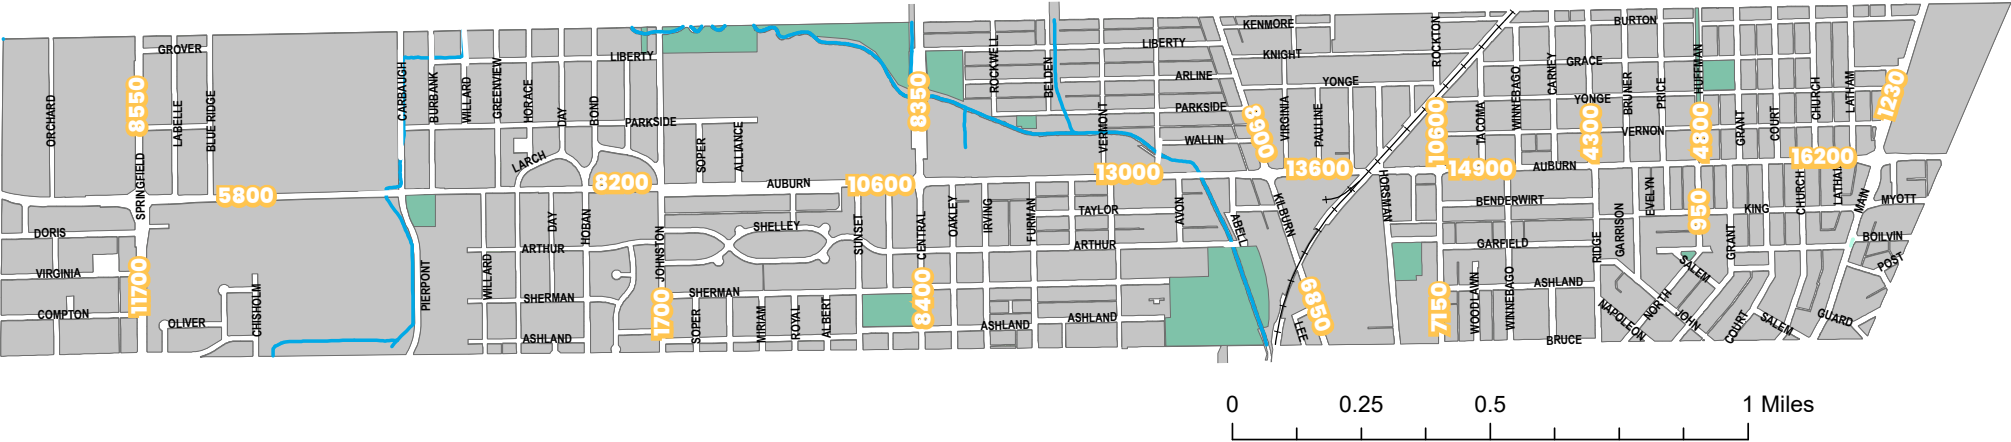 KENMORE
BURTON
GROVER
LIBERTY
LIBERTY
ROCKWELL
BELDEN
KNIGHT
ROCKTON
GRACE
HUFFMAN
ORCHARD
8550
LABELLE
BLUE RIDGE
CARBAUGH
BURBANK
WILLARD
GREENVIEW
HORACE
DAY
BOND
8350
ARLINE
YONGE
CARNEY
WINNEBAGO
BRUNER
PRICE
CHURCH
LATHAM
1230
PARKSIDE
PARKSIDE
VERMONT
8900
VIRGINIA
PAULINE
10600
TACOMA
YONGE
4300
VERNON
4800
GRANT
COURT
LARCH
SOPER
ALLIANCE
WALLIN
SPRINGFIELD
5800
8200
AUBURN
10600
13000
13600
14900
AUBURN
16200
DORIS
DAY
HOBAN
SHELLEY
SUNSET
CENTRAL
OAKLEY
IRVING
FURMAN
TAYLOR
AVON
ABELL
KILBURN
HORSMAN
BENDERWIRT
EVELYN
950
KING
CHURCH
MAIN
MYOTT
VIRGINIA
11700
ARTHUR
JOHNSTON
ARTHUR
GARFIELD
RIDGE
GARRISON
GRANT
BOILVIN
COMPTON
OLIVER
CHISHOLM
PIERPONT
WILLARD
SHERMAN
1700
SHERMAN
8400
6850
7150
WOODLAWN
WINNEBAGO
ASHLAND
SALEM
NORTH
POST
ASHLAND
SOPER
MIRIAM
ROYAL
ALBERT
ASHLAND
ASHLAND
LEE
BRUCE
NAPOLEON
JOHN
COURT
SALEM
GUARD
0 0.25 0.5 1 Miles